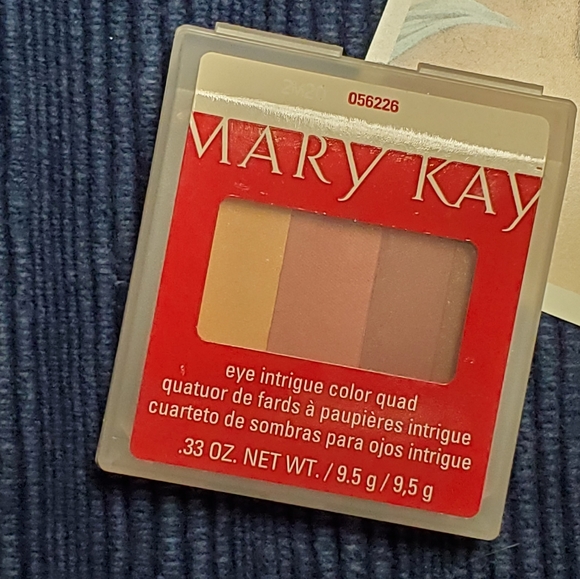 056226
MARY KAY
eye intrigue color quad
quatuor de fards à paupières intrigue
cuarteto de sombras para ojos intrigue
.33 OZ. NET WT. / 9.5 g / 9,5 g